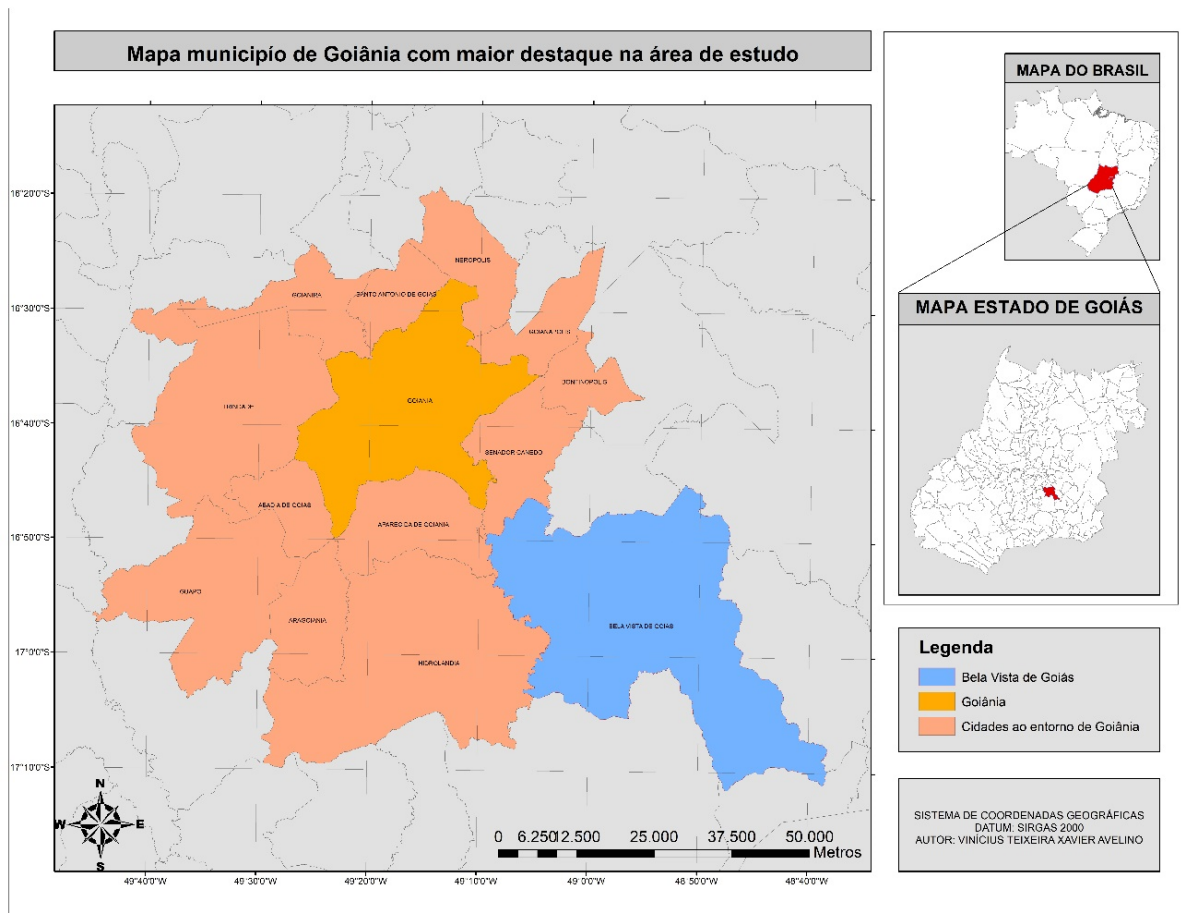 Mapa municipío de Goiânia com maior destaque na área de estudo
MAPA DO BRASIL
MAPA ESTADO DE GOIÁS
16°20'0"S
16°30'0"S
16°40'0"S
16°50'0"S
17°0'0"S
17°10'0"S
NEROPOLIS
GOIANIRA
SANTO ANTONIO DE GOIAS
GOIANAPOLIS
BONFINOPOLIS
TRINDADE
GOIANIA
SENADOR CANEDO
ABADIA DE GOIAS
APARECIDA DE GOIANIA
GUAPO
ARAGOIANIA
BELA VISTA DE GOIAS
HIDROLANDIA
N
W
E
S
0 6.250 12.500 25.000 37.500 50.000
Metros
49°40'0"W 49°30'0"W 49°20'0"W 49°10'0"W 49°0'0"W 48°50'0"W 48°40'0"W
Legenda
Bela Vista de Goiás
Goiânia
Cidades ao entorno de Goiânia
SISTEMA DE COORDENADAS GEOGRÁFICAS
DATUM: SIRGAS 2000
AUTOR: VINÍCIUS TEIXEIRA XAVIER AVELINO